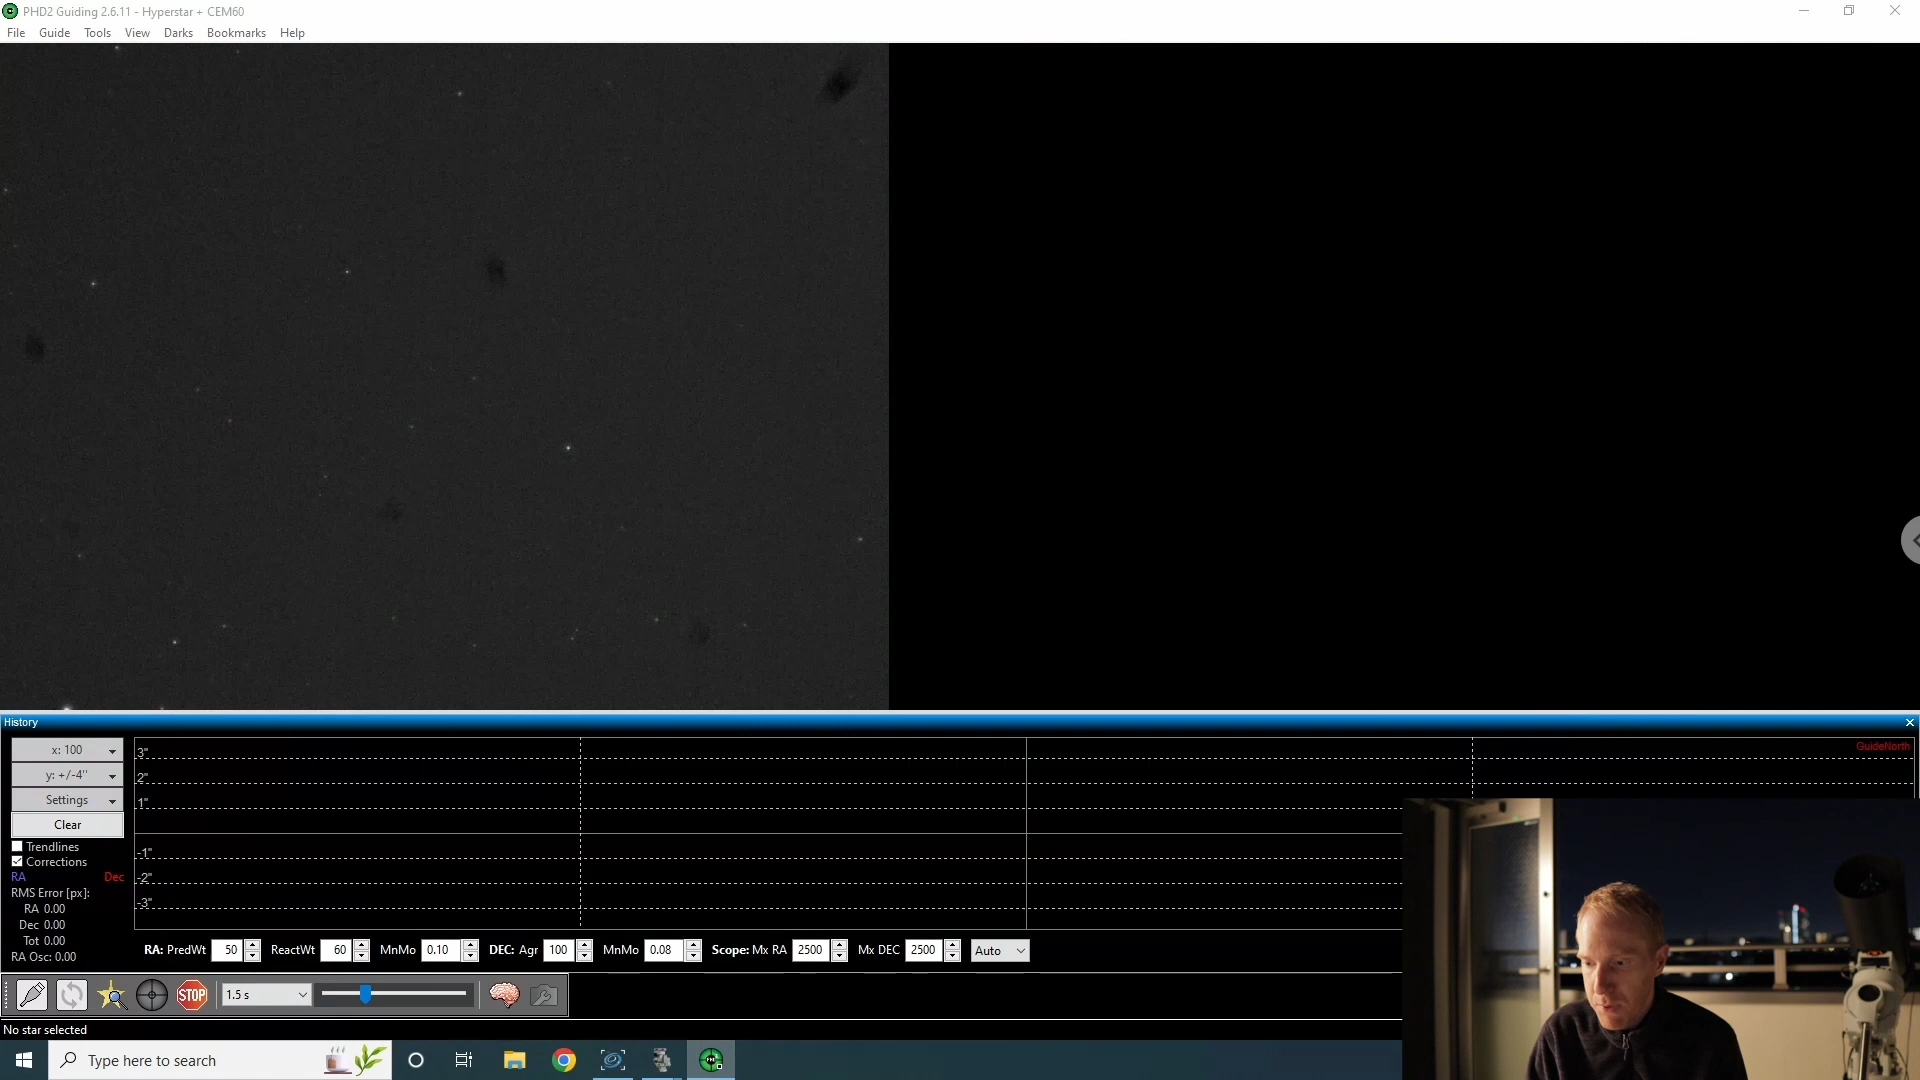 PHD2 Guiding 2.6.11 - Hyperstar + CEM60
File Guide Tools View Darks Bookmarks Help
History
x: 100
y: +/-4"
Settings
Clear
Trendlines
Corrections
RA Dec
RMS Error [px]:
RA 0.00
Dec 0.00
Tot 0.00
RA Osc: 0.00
3"
2"
1"
-1"
-2"
-3"
GuideNorth
RA: PredWt 50 ReactWt 60 MnMo 0.10 DEC: Agr 100 MnMo 0.08 Scope: Mx RA 2500 Mx DEC 2500 Auto
STOP 1.5 s
No star selected
Type here to search